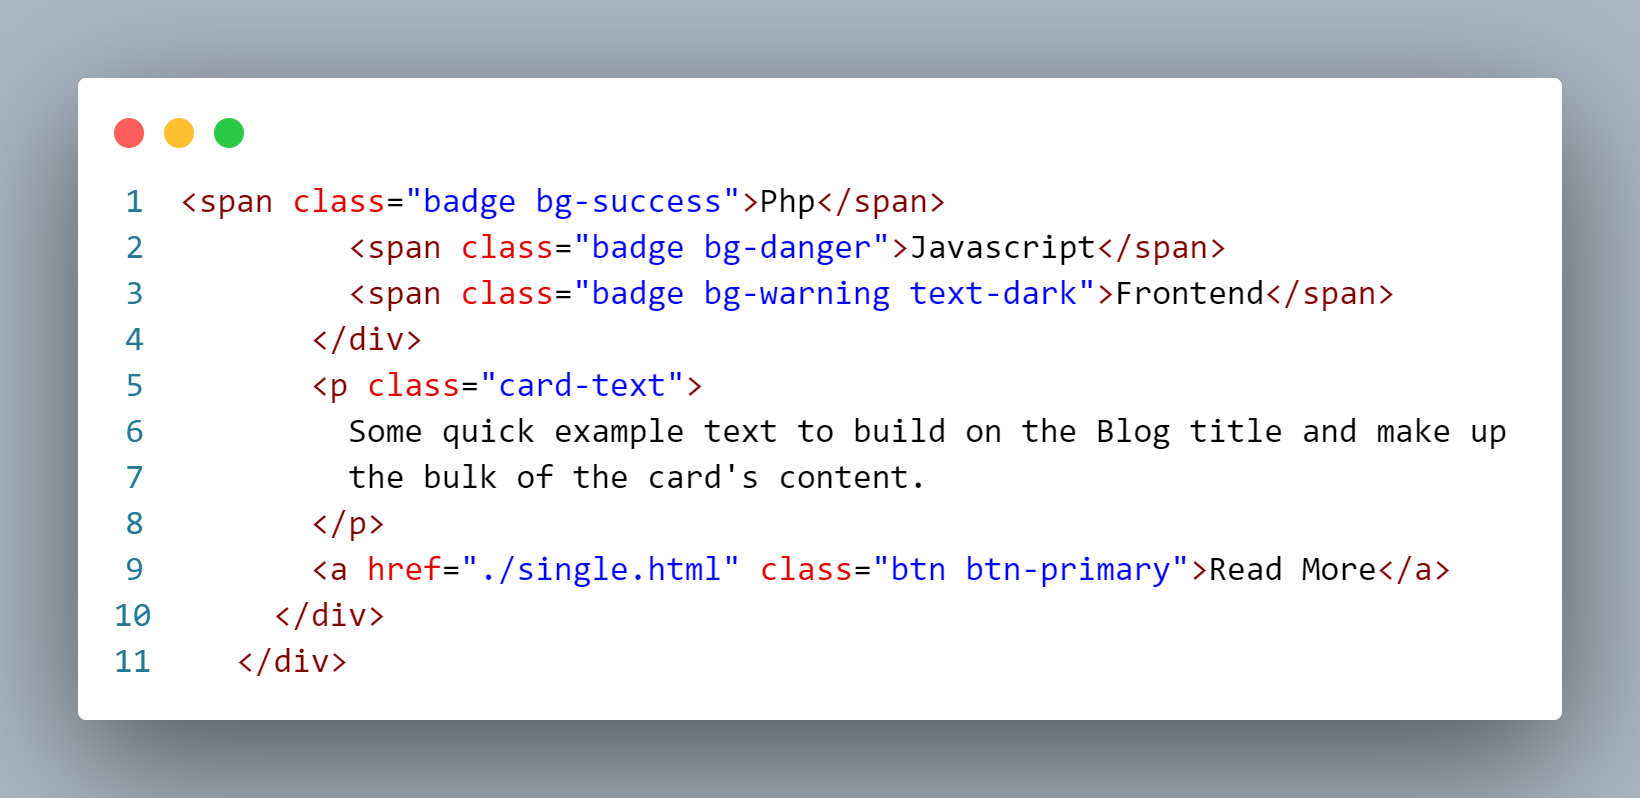 1 <span class="badge bg-success">Php</span>
2 <span class="badge bg-danger">Javascript</span>
3 <span class="badge bg-warning text-dark">Frontend</span>
4 </div>
5 <p class="card-text">
6 Some quick example text to build on the Blog title and make up
7 the bulk of the card's content.
8 </p>
9 <a href="./single.html" class="btn btn-primary">Read More</a>
10 </div>
11 </div>